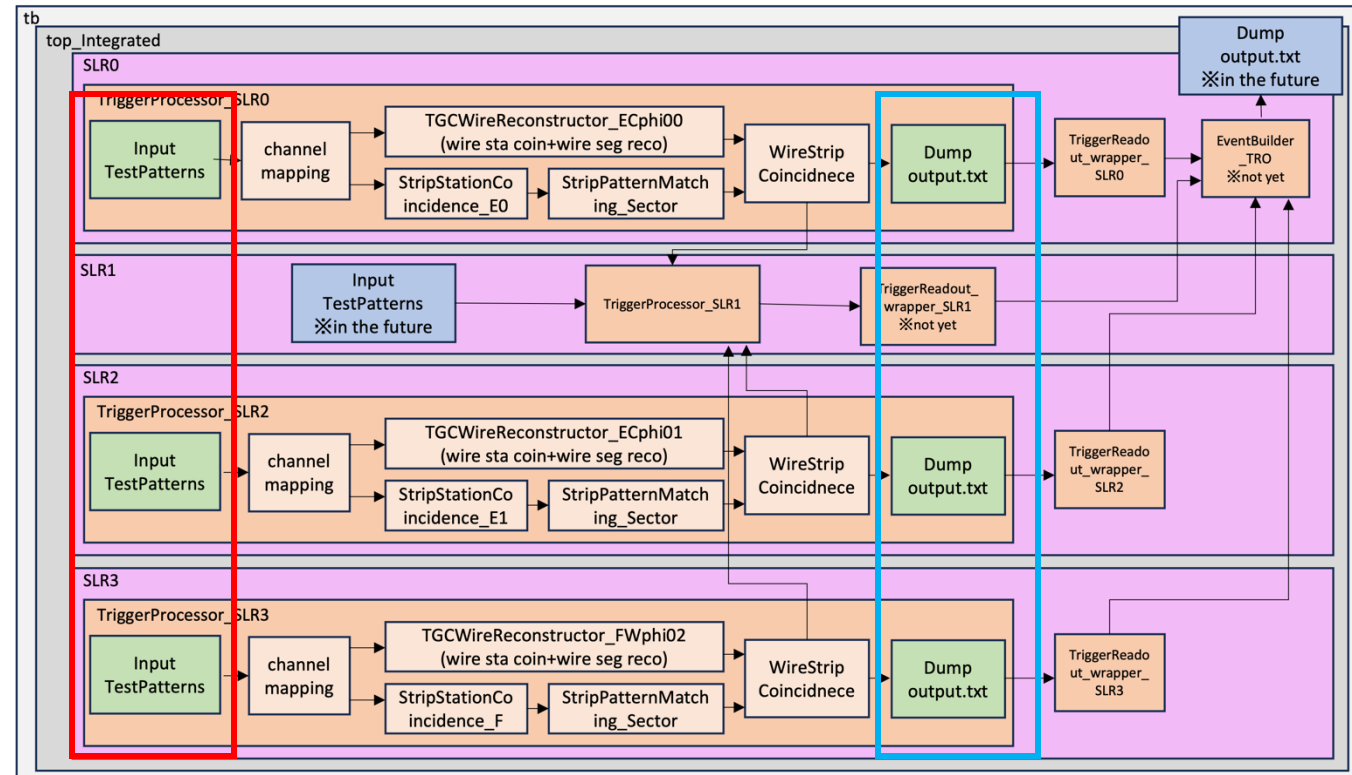 tb
top_Integrated
Dump
output.txt
※in the future
SLR0
TriggerProcessor_SLR0
Input
TestPatterns
channel
mapping
TGCWireReconstructor_ECphi00
(wire sta coin+wire seg reco)
StripStationCo
incidence_E0
StripPatternMatch
ing_Sector
WireStrip
Coincidnece
Dump
output.txt
TriggerReado
ut_wrapper_
SLR0
EventBuilder
_TRO
※not yet
SLR1
Input
TestPatterns
※in the future
TriggerProcessor_SLR1
TriggerReadout_
wrapper_SLR1
※not yet
SLR2
TriggerProcessor_SLR2
Input
TestPatterns
channel
mapping
TGCWireReconstructor_ECphi01
(wire sta coin+wire seg reco)
StripStationCo
incidence_E1
StripPatternMatch
ing_Sector
WireStrip
Coincidnece
Dump
output.txt
TriggerReado
ut_wrapper_
SLR2
SLR3
TriggerProcessor_SLR3
Input
TestPatterns
channel
mapping
TGCWireReconstructor_FWphi02
(wire sta coin+wire seg reco)
StripStationCo
incidence_F
StripPatternMatch
ing_Sector
WireStrip
Coincidnece
Dump
output.txt
TriggerReado
ut_wrapper_
SLR3